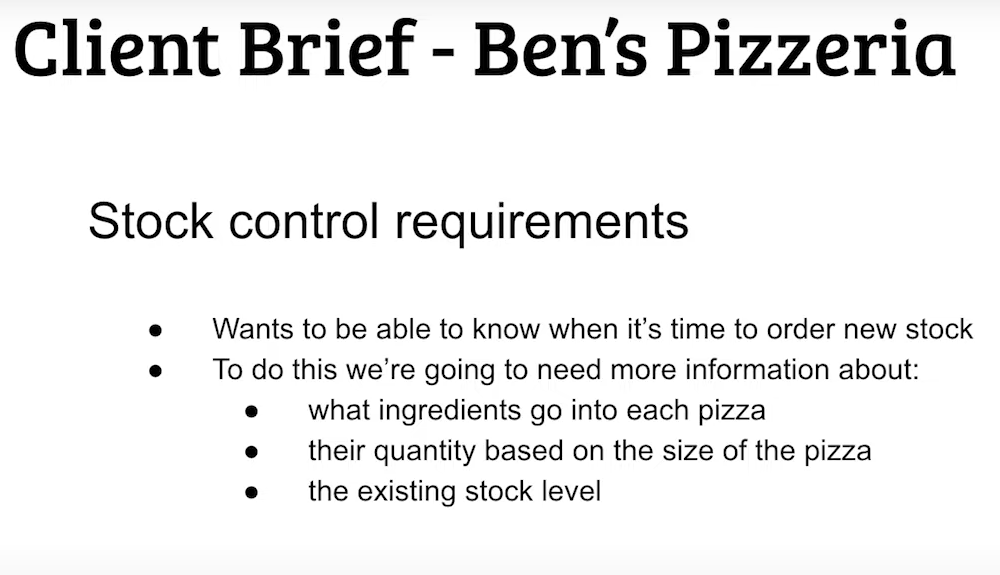 Client Brief - Ben’s Pizzeria
Stock control requirements
● Wants to be able to know when it’s time to order new stock
● To do this we’re going to need more information about:
● what ingredients go into each pizza
● their quantity based on the size of the pizza
● the existing stock level